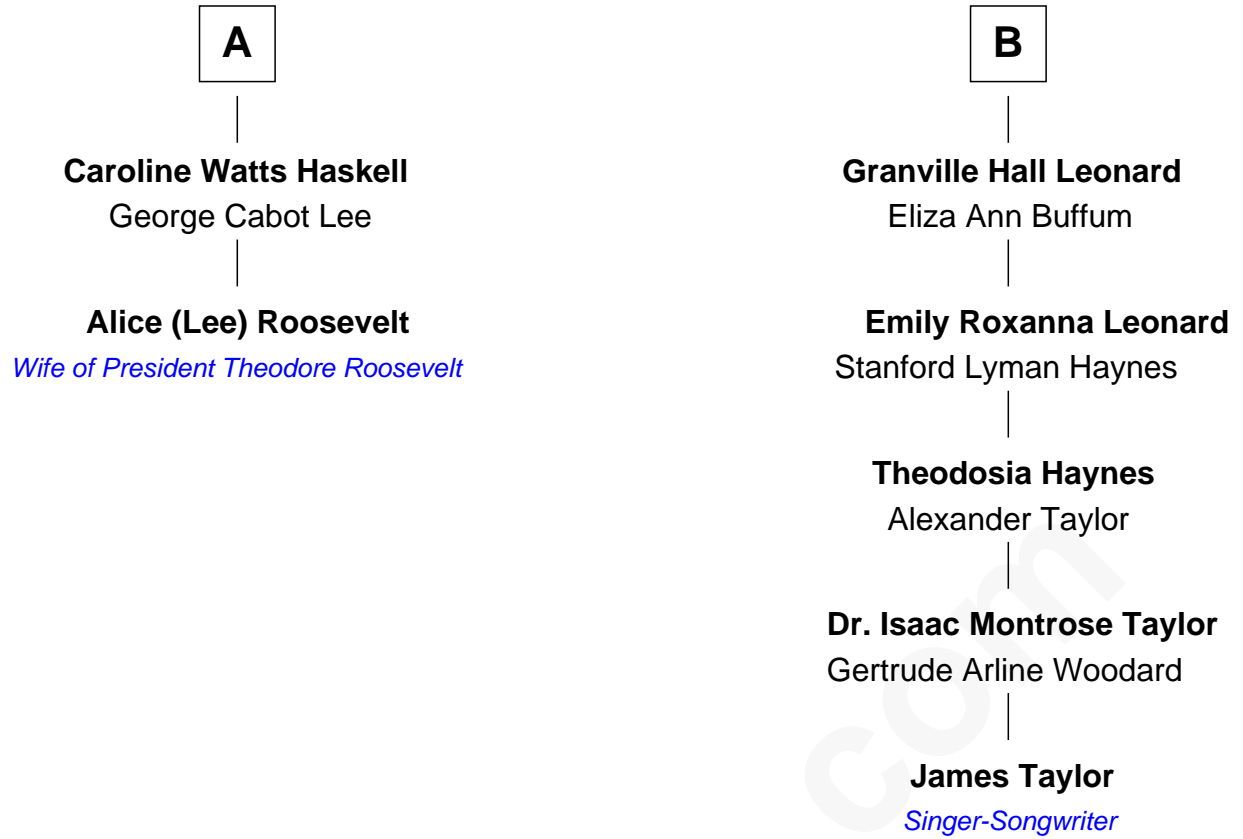 A
Caroline Watts Haskell
George Cabot Lee
Alice (Lee) Roosevelt
Wife of President Theodore Roosevelt
B
Granville Hall Leonard
Eliza Ann Buffum
Emily Roxanna Leonard
Stanford Lyman Haynes
Theodosia Haynes
Alexander Taylor
Dr. Isaac Montrose Taylor
Gertrude Arline Woodard
James Taylor
Singer-Songwriter
com